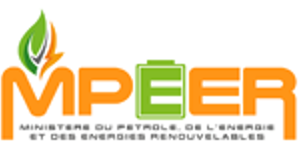 MPEER
MINISTERE DU PETROLE, DE L'ENERGIE
ET DES ENERGIES RENOUVELABLES